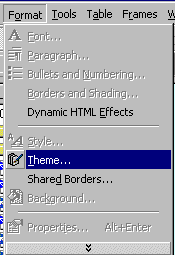 Format Tools Table Frames W
Font...
Paragraph...
Bullets and Numbering...
Borders and Shading...
Dynamic HTML Effects
Style...
Theme...
Shared Borders...
Background...
Properties... Alt+Enter